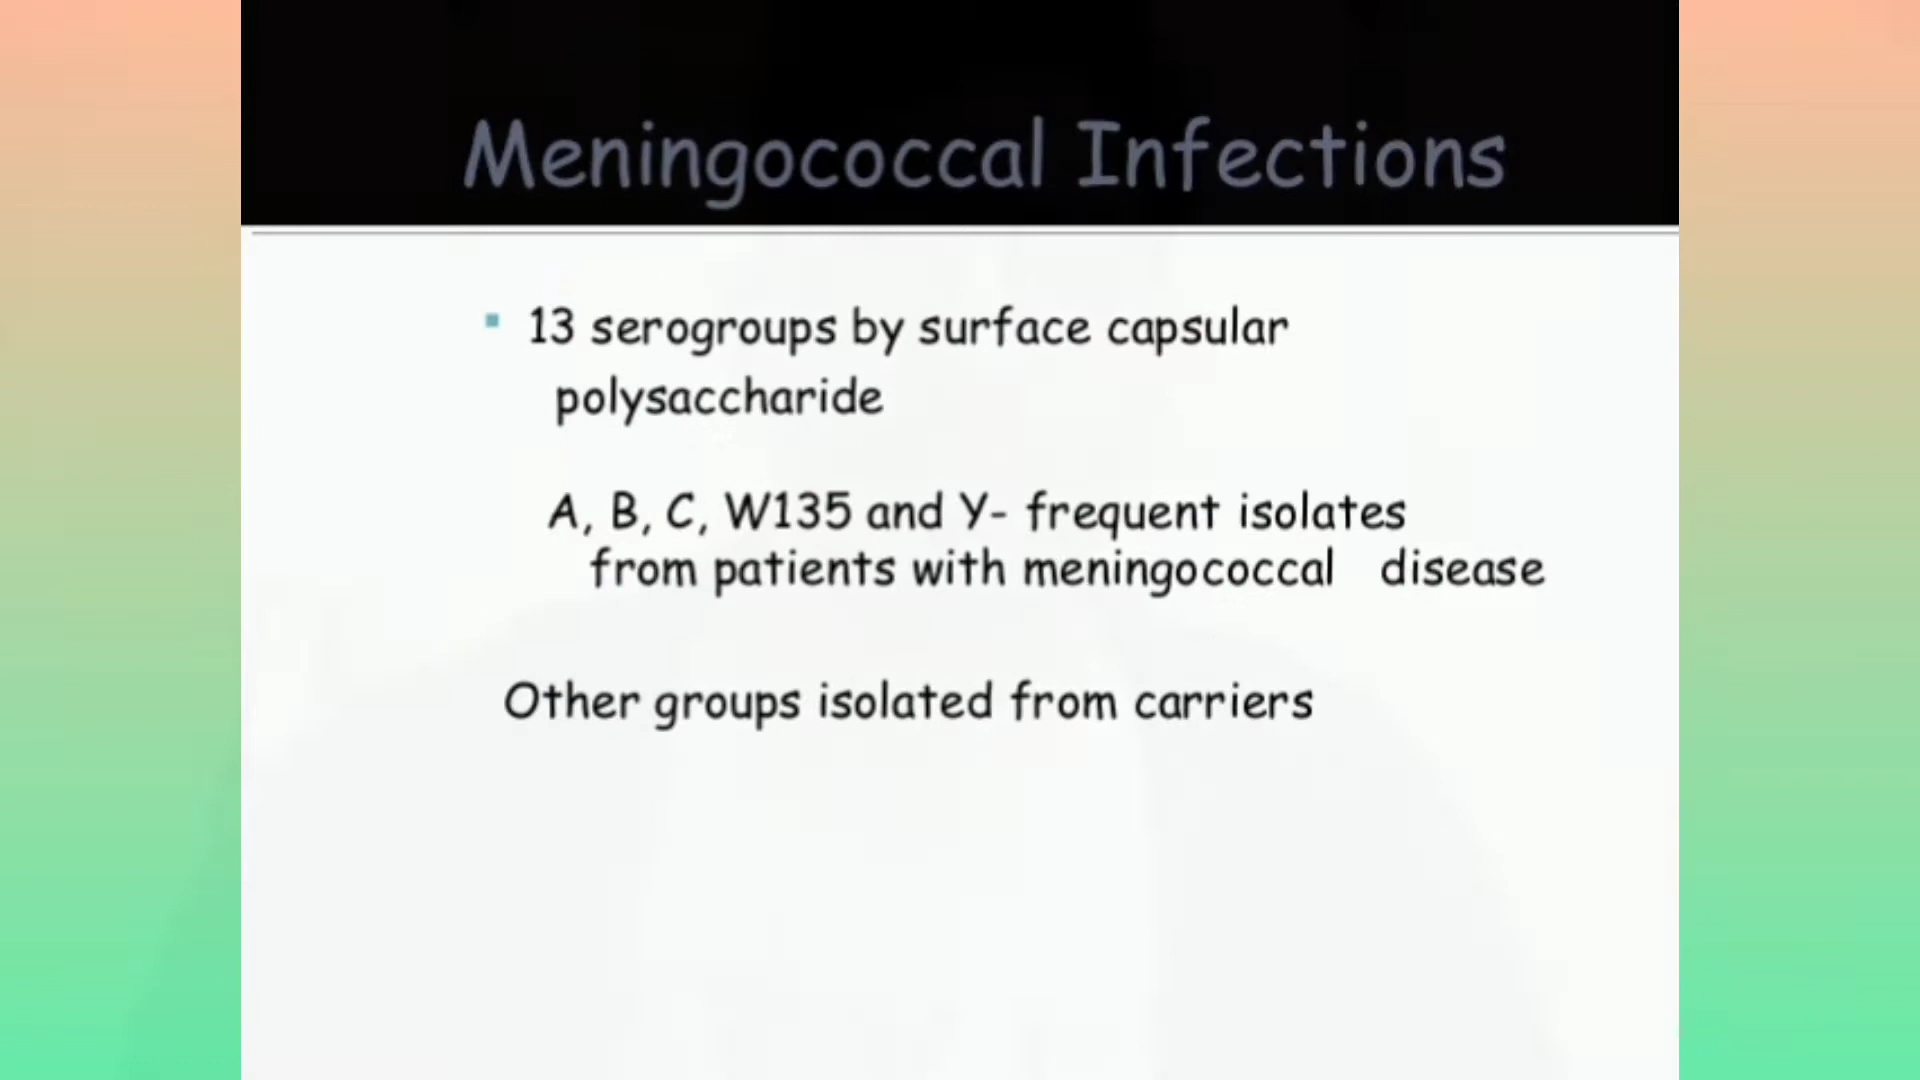 Meningococcal Infections
13 serogroups by surface capsular
polysaccharide
A, B, C, W135 and Y- frequent isolates
from patients with meningococcal disease
Other groups isolated from carriers